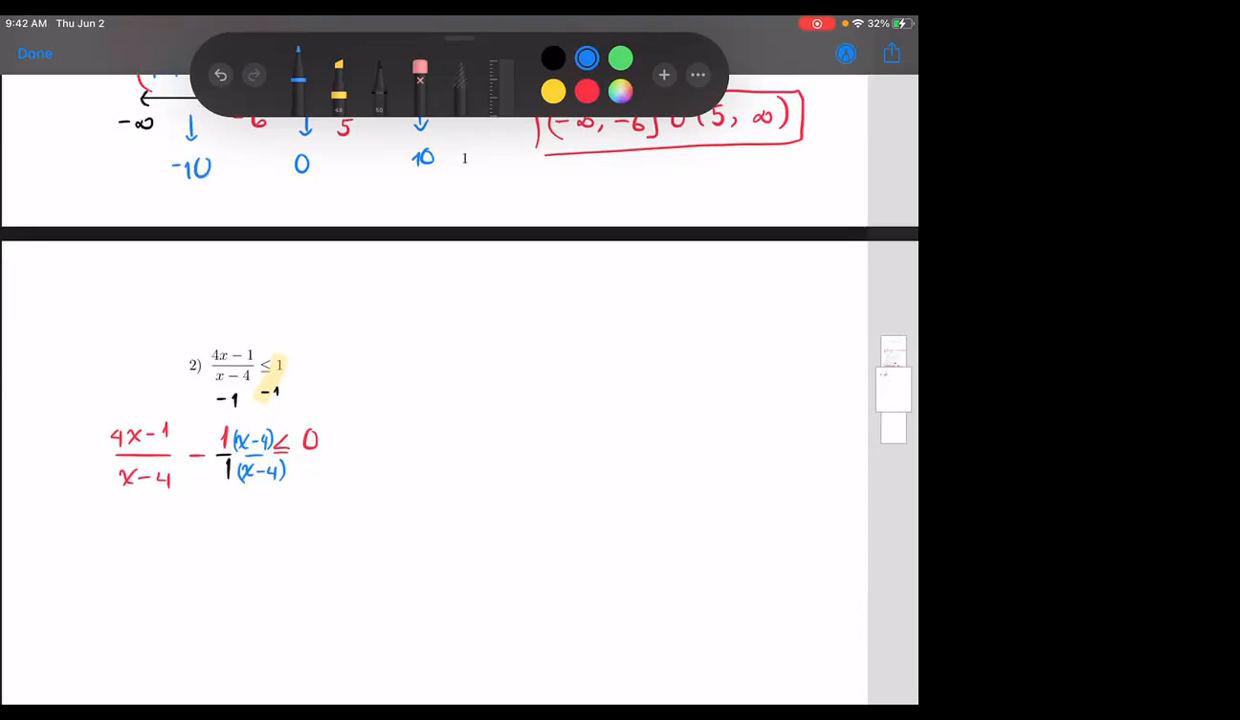 9:42 AM Thu Jun 2
32%
Done
-∞ -6 5 (-∞, -6] ∪ (5, ∞)
-10 0 10 1
2) (4x − 1)/(x − 4) ≤ 1
-1 -1
(4x-1)/(x-4) - 1(x-4)/1(x-4) ≤ 0